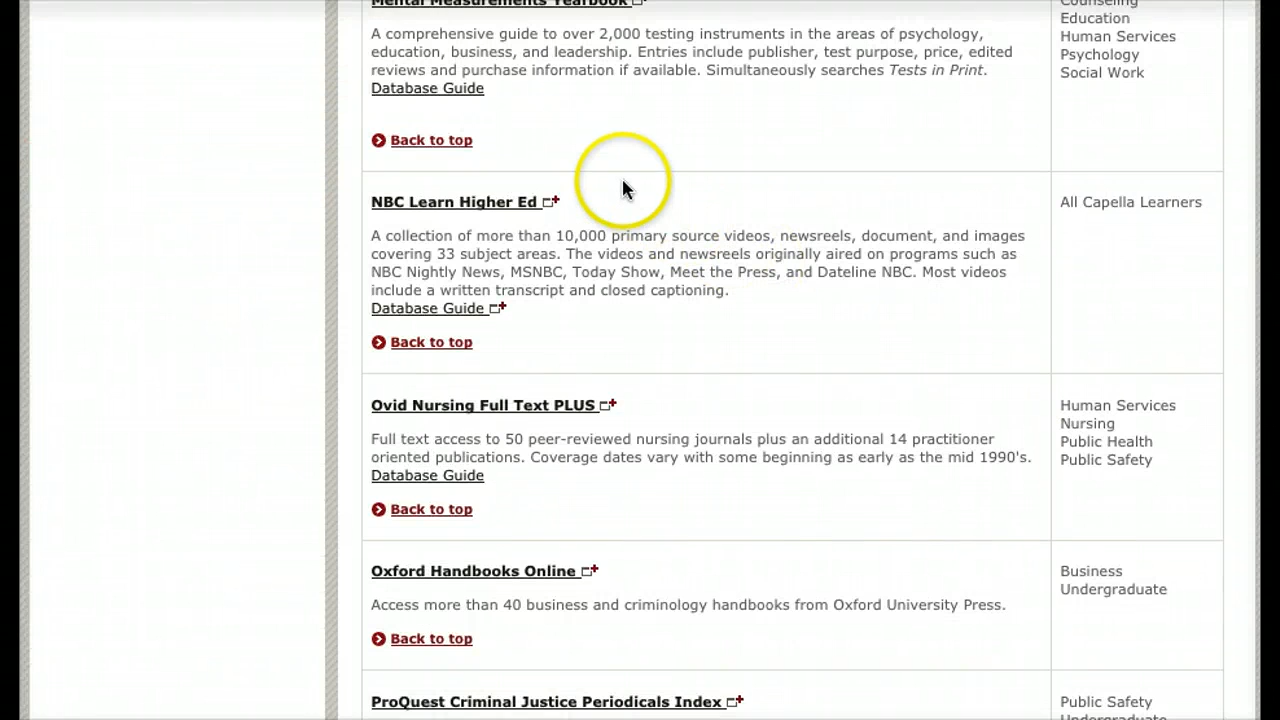 Mental Measurements Yearbook
Counseling
Education
Human Services
Psychology
Social Work
A comprehensive guide to over 2,000 testing instruments in the areas of psychology,
education, business, and leadership. Entries include publisher, test purpose, price, edited
reviews and purchase information if available. Simultaneously searches Tests in Print.
Database Guide
Back to top
NBC Learn Higher Ed
All Capella Learners
A collection of more than 10,000 primary source videos, newsreels, document, and images
covering 33 subject areas. The videos and newsreels originally aired on programs such as
NBC Nightly News, MSNBC, Today Show, Meet the Press, and Dateline NBC. Most videos
include a written transcript and closed captioning.
Database Guide
Back to top
Ovid Nursing Full Text PLUS
Human Services
Nursing
Public Health
Public Safety
Full text access to 50 peer-reviewed nursing journals plus an additional 14 practitioner
oriented publications. Coverage dates vary with some beginning as early as the mid 1990's.
Database Guide
Back to top
Oxford Handbooks Online
Business
Undergraduate
Access more than 40 business and criminology handbooks from Oxford University Press.
Back to top
ProQuest Criminal Justice Periodicals Index
Public Safety
Undergraduate